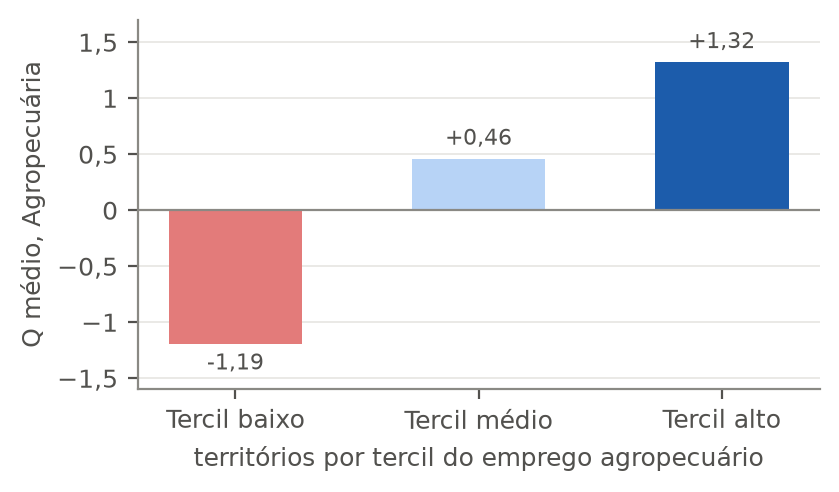 1,5
1
0,5
0
−0,5
−1
−1,5
Q médio, Agropecuária
+1,32
+0,46
-1,19
Tercil baixo
Tercil médio
Tercil alto
territórios por tercil do emprego agropecuário